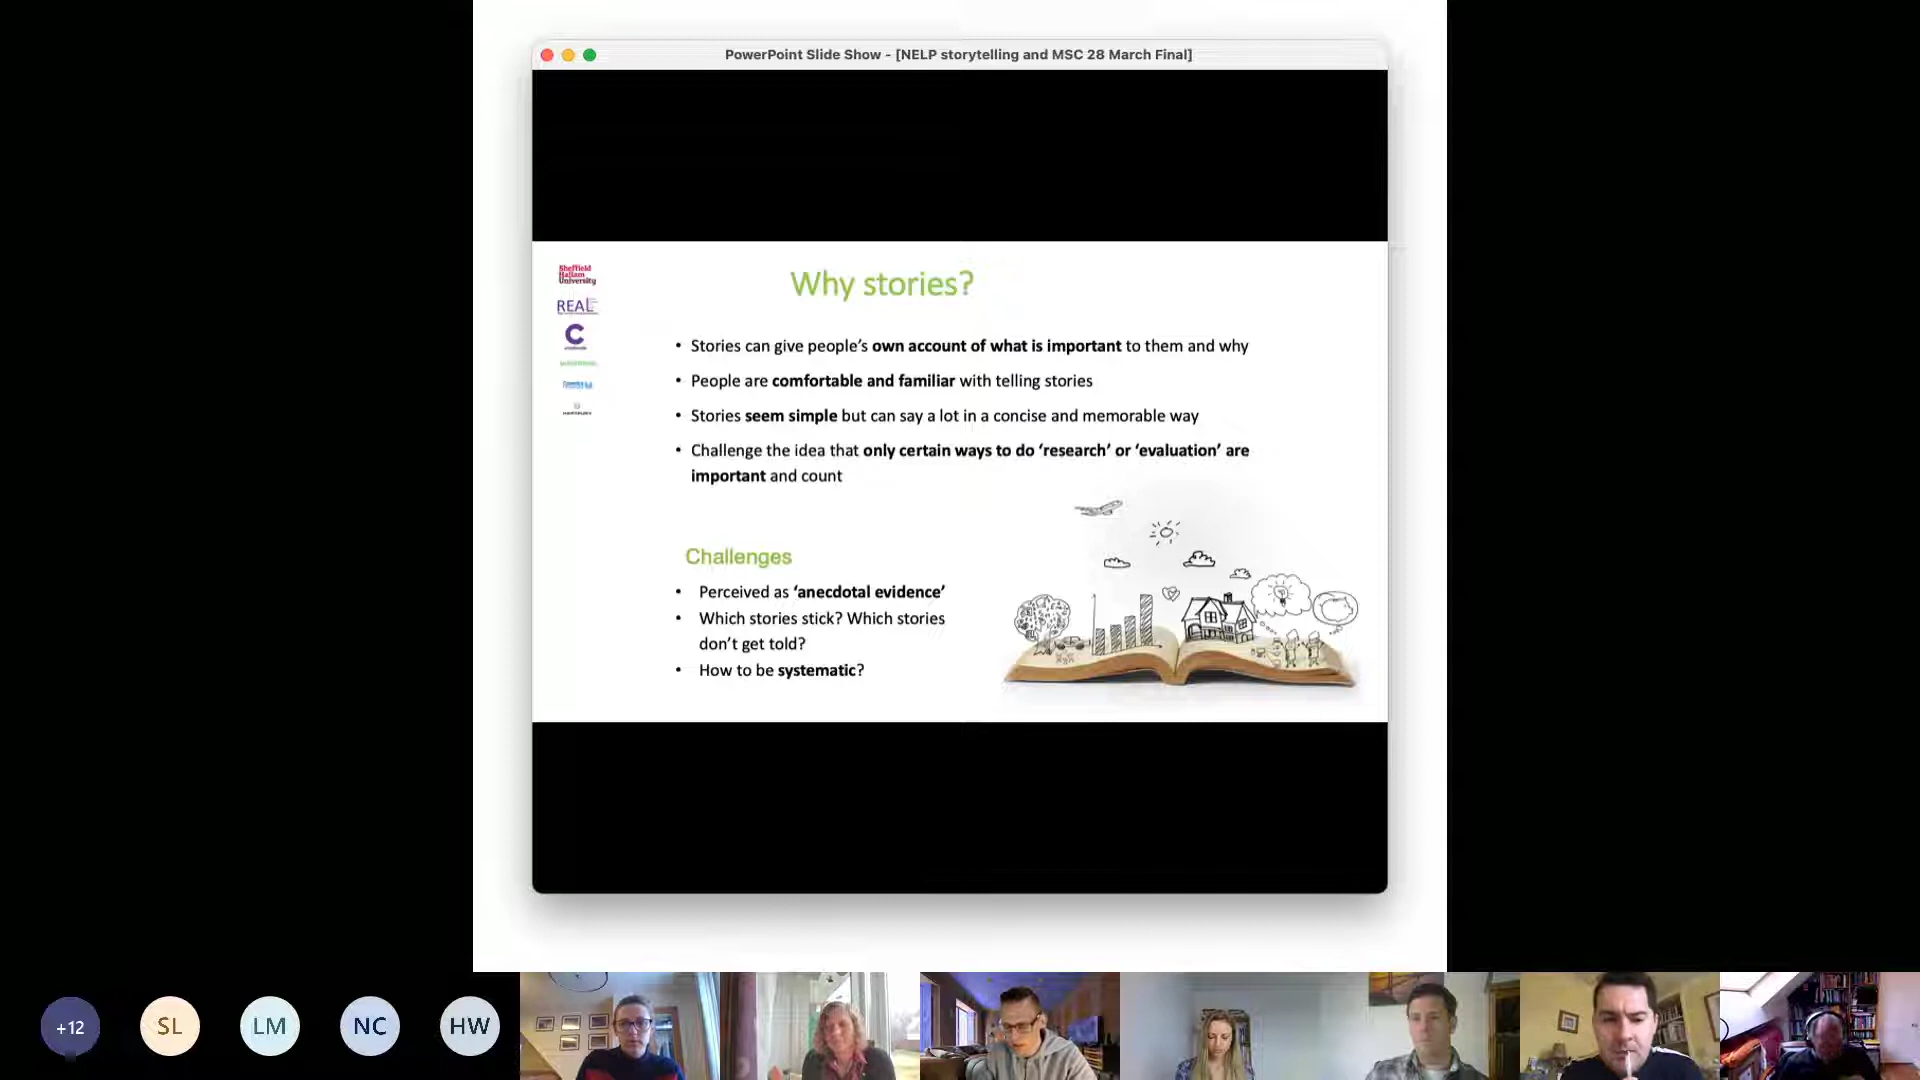 PowerPoint Slide Show - [NELP storytelling and MSC 28 March Final]
Sheffield
Hallam
University
REAL
C
Why stories?
• Stories can give people’s own account of what is important to them and why
• People are comfortable and familiar with telling stories
• Stories seem simple but can say a lot in a concise and memorable way
• Challenge the idea that only certain ways to do ‘research’ or ‘evaluation’ are
important and count
Challenges
• Perceived as ‘anecdotal evidence’
• Which stories stick? Which stories
don’t get told?
• How to be systematic?
+12
SL
LM
NC
HW